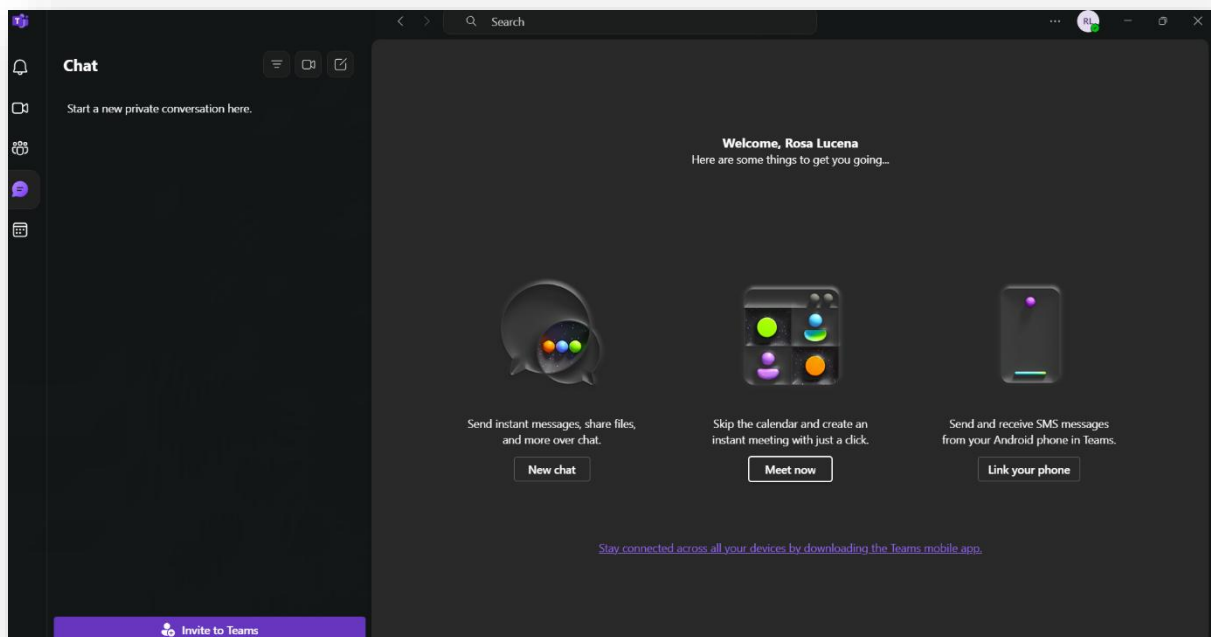 Search
RL
Chat
Start a new private conversation here.
Welcome, Rosa Lucena
Here are some things to get you going...
Send instant messages, share files,
and more over chat.
New chat
Skip the calendar and create an
instant meeting with just a click.
Meet now
Send and receive SMS messages
from your Android phone in Teams.
Link your phone
Stay connected across all your devices by downloading the Teams mobile app.
Invite to Teams